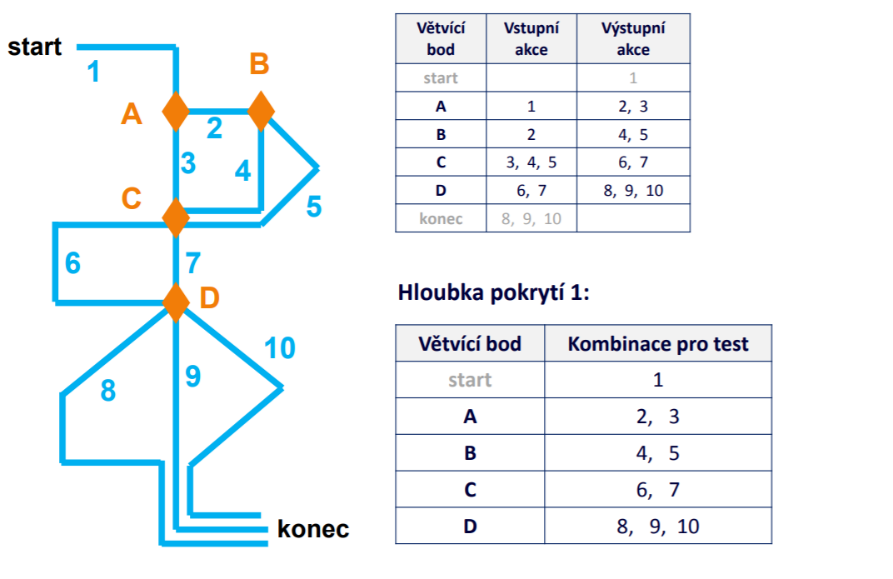 start
1
A
B
2
3
4
5
C
6
7
D
8
9
10
konec
Větvící bod | Vstupní akce | Výstupní akce
start | | 1
A | 1 | 2, 3
B | 2 | 4, 5
C | 3, 4, 5 | 6, 7
D | 6, 7 | 8, 9, 10
konec | 8, 9, 10 |
Hloubka pokrytí 1:
Větvící bod | Kombinace pro test
start | 1
A | 2, 3
B | 4, 5
C | 6, 7
D | 8, 9, 10